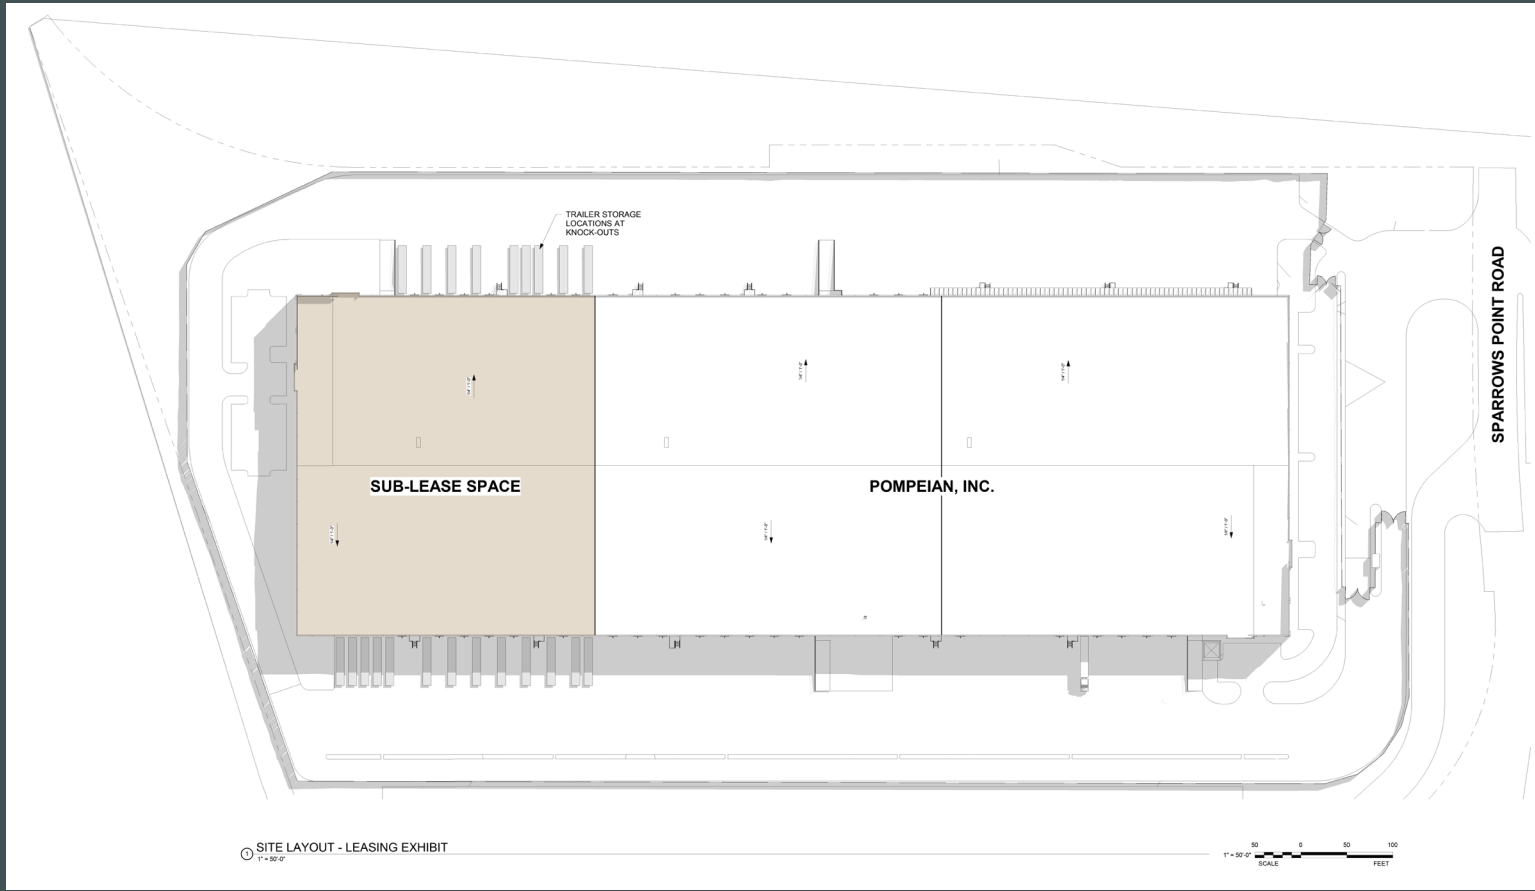 TRAILER STORAGE
LOCATIONS AT
KNOCK-OUTS
SPARROWS POINT ROAD
SUB-LEASE SPACE
POMPEIAN, INC.
1
SITE LAYOUT - LEASING EXHIBIT
1" = 50'-0"
1" = 50'-0"
50 0 50 100
SCALE FEET